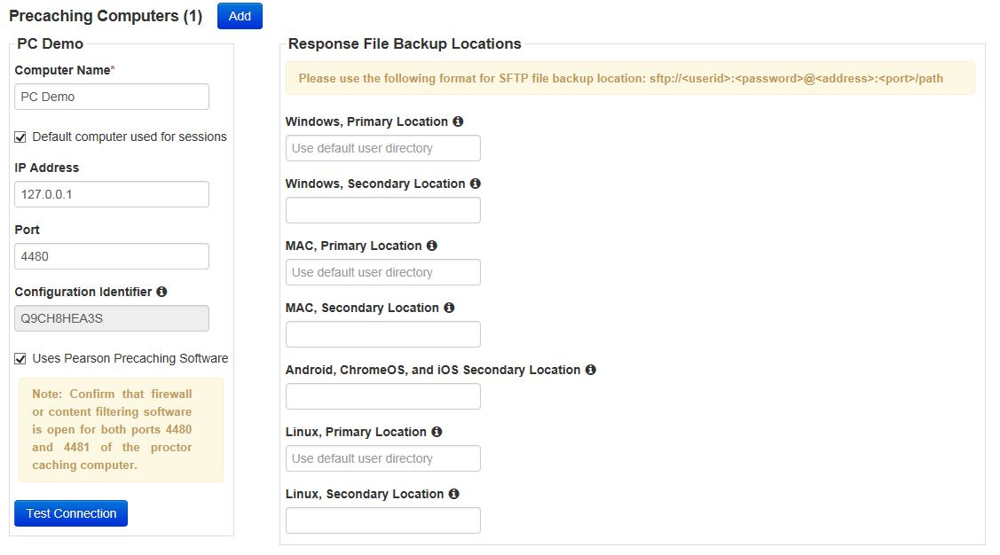 Precaching Computers (1) Add
PC Demo
Computer Name*
PC Demo
Default computer used for sessions
IP Address
127.0.0.1
Port
4480
Configuration Identifier
Q9CH8HEA3S
Uses Pearson Precaching Software
Note: Confirm that firewall
or content filtering software
is open for both ports 4480
and 4481 of the proctor
caching computer.
Test Connection
Response File Backup Locations
Please use the following format for SFTP file backup location: sftp://<userid>:<password>@<address>:<port>/path
Windows, Primary Location
Use default user directory
Windows, Secondary Location
MAC, Primary Location
Use default user directory
MAC, Secondary Location
Android, ChromeOS, and iOS Secondary Location
Linux, Primary Location
Use default user directory
Linux, Secondary Location